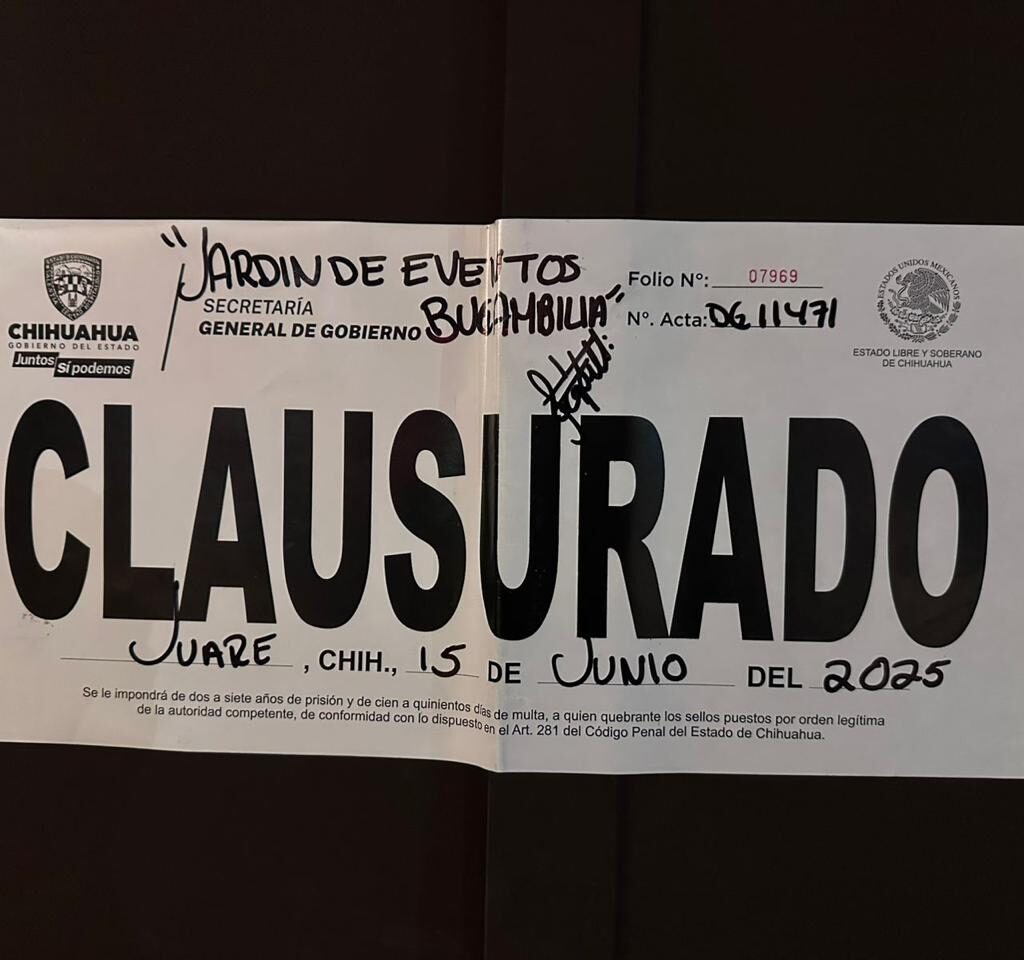 "JARDIN DE EVENTOS
BUGAMBILIA"
CHIHUAHUA
GOBIERNO DEL ESTADO
Juntos Sí podemos
SECRETARÍA
GENERAL DE GOBIERNO
Folio Nº: 07969
Nº. Acta: DG 11471
ESTADOS UNIDOS MEXICANOS
ESTADO LIBRE Y SOBERANO
DE CHIHUAHUA
CLAUSURADO
JUARE, CHIH., 15 DE JUNIO DEL 2025
Se le impondrá de dos a siete años de prisión y de cien a quinientos días de multa, a quien quebrante los sellos puestos por orden legítima
de la autoridad competente, de conformidad con lo dispuesto en el Art. 281 del Código Penal del Estado de Chihuahua.